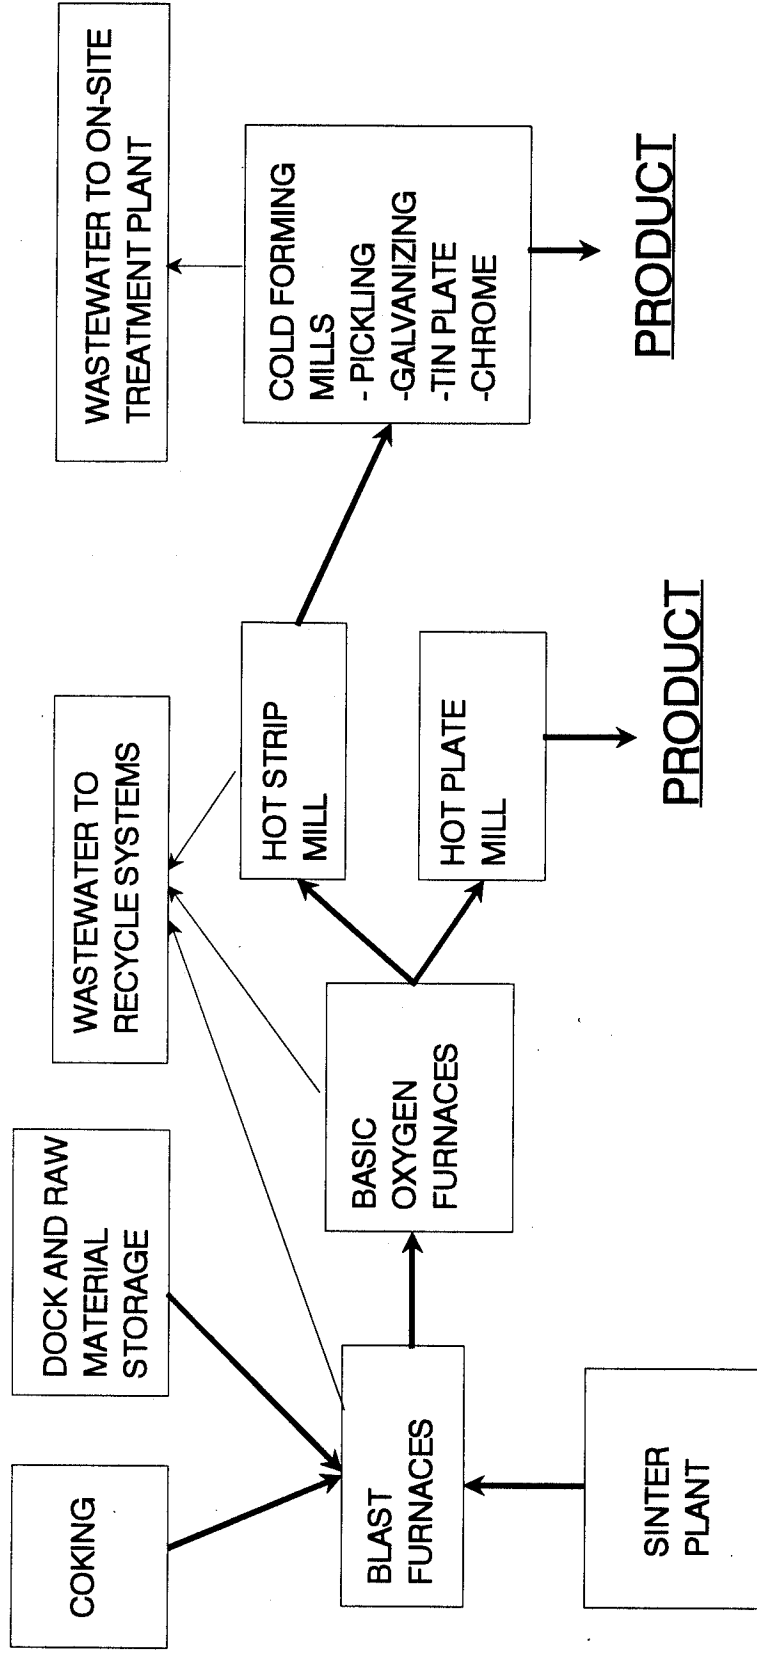 COKING
DOCK AND RAW
MATERIAL
STORAGE
WASTEWATER TO
RECYCLE SYSTEMS
WASTEWATER TO ON-SITE
TREATMENT PLANT
BLAST
FURNACES
BASIC
OXYGEN
FURNACES
HOT STRIP
MILL
HOT PLATE
MILL
COLD FORMING
MILLS
- PICKLING
-GALVANIZING
-TIN PLATE
-CHROME
SINTER
PLANT
PRODUCT
PRODUCT